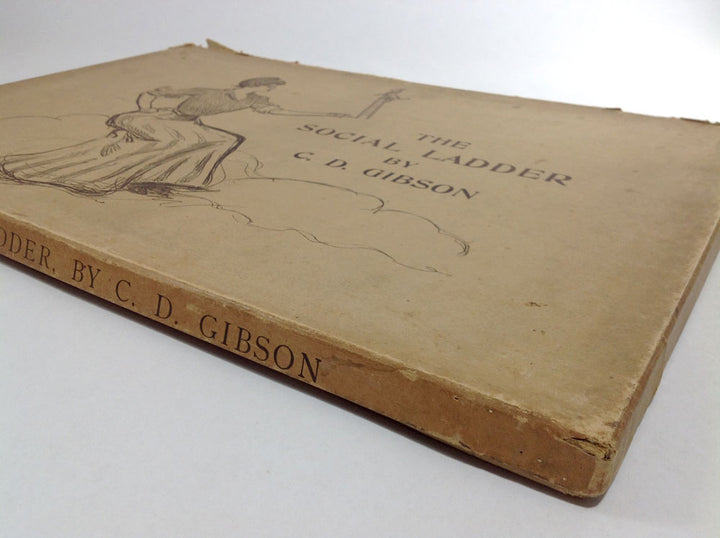 THE
SOCIAL LADDER
BY
C. D. GIBSON
DDER, BY C. D. GIBSON